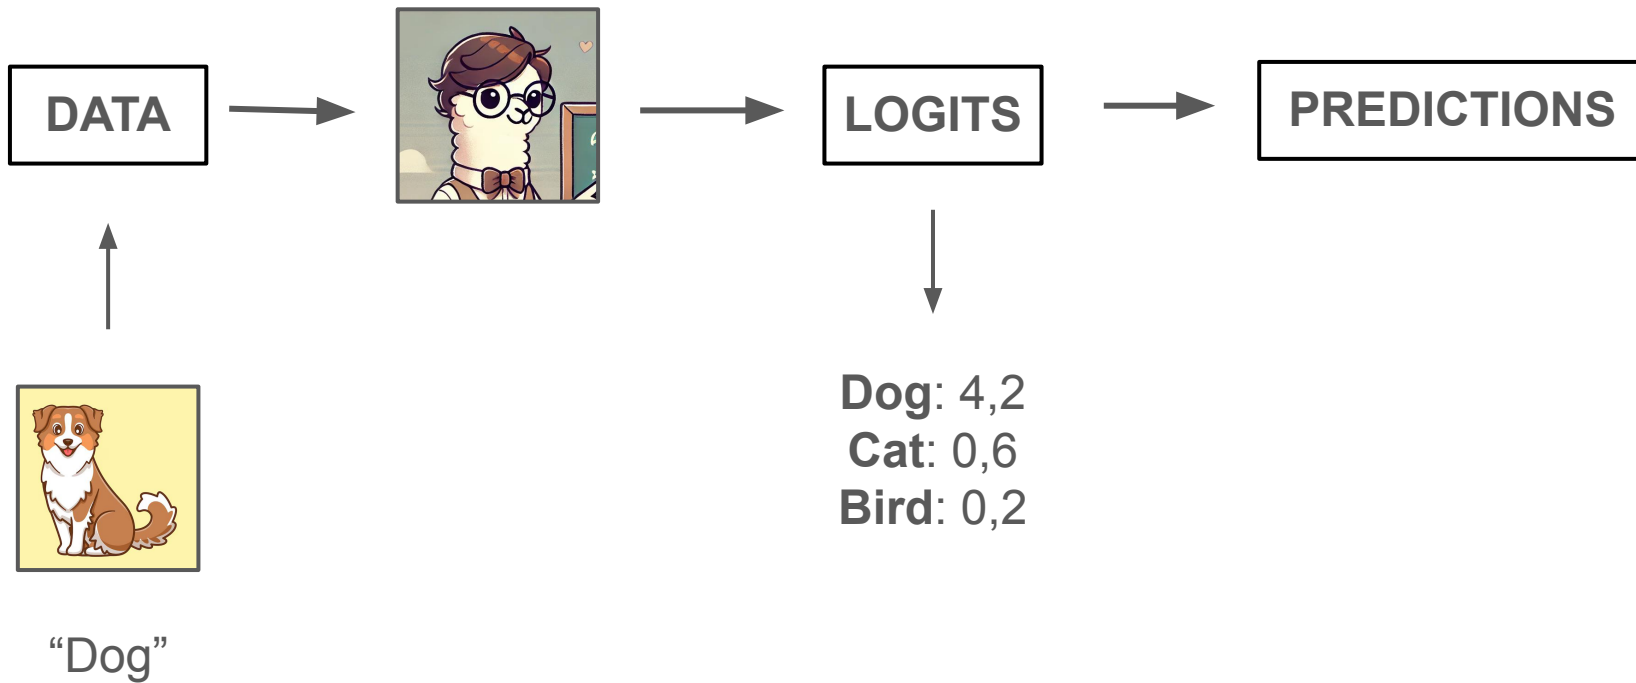 DATA
LOGITS
PREDICTIONS
Dog: 4,2
Cat: 0,6
Bird: 0,2
“Dog”